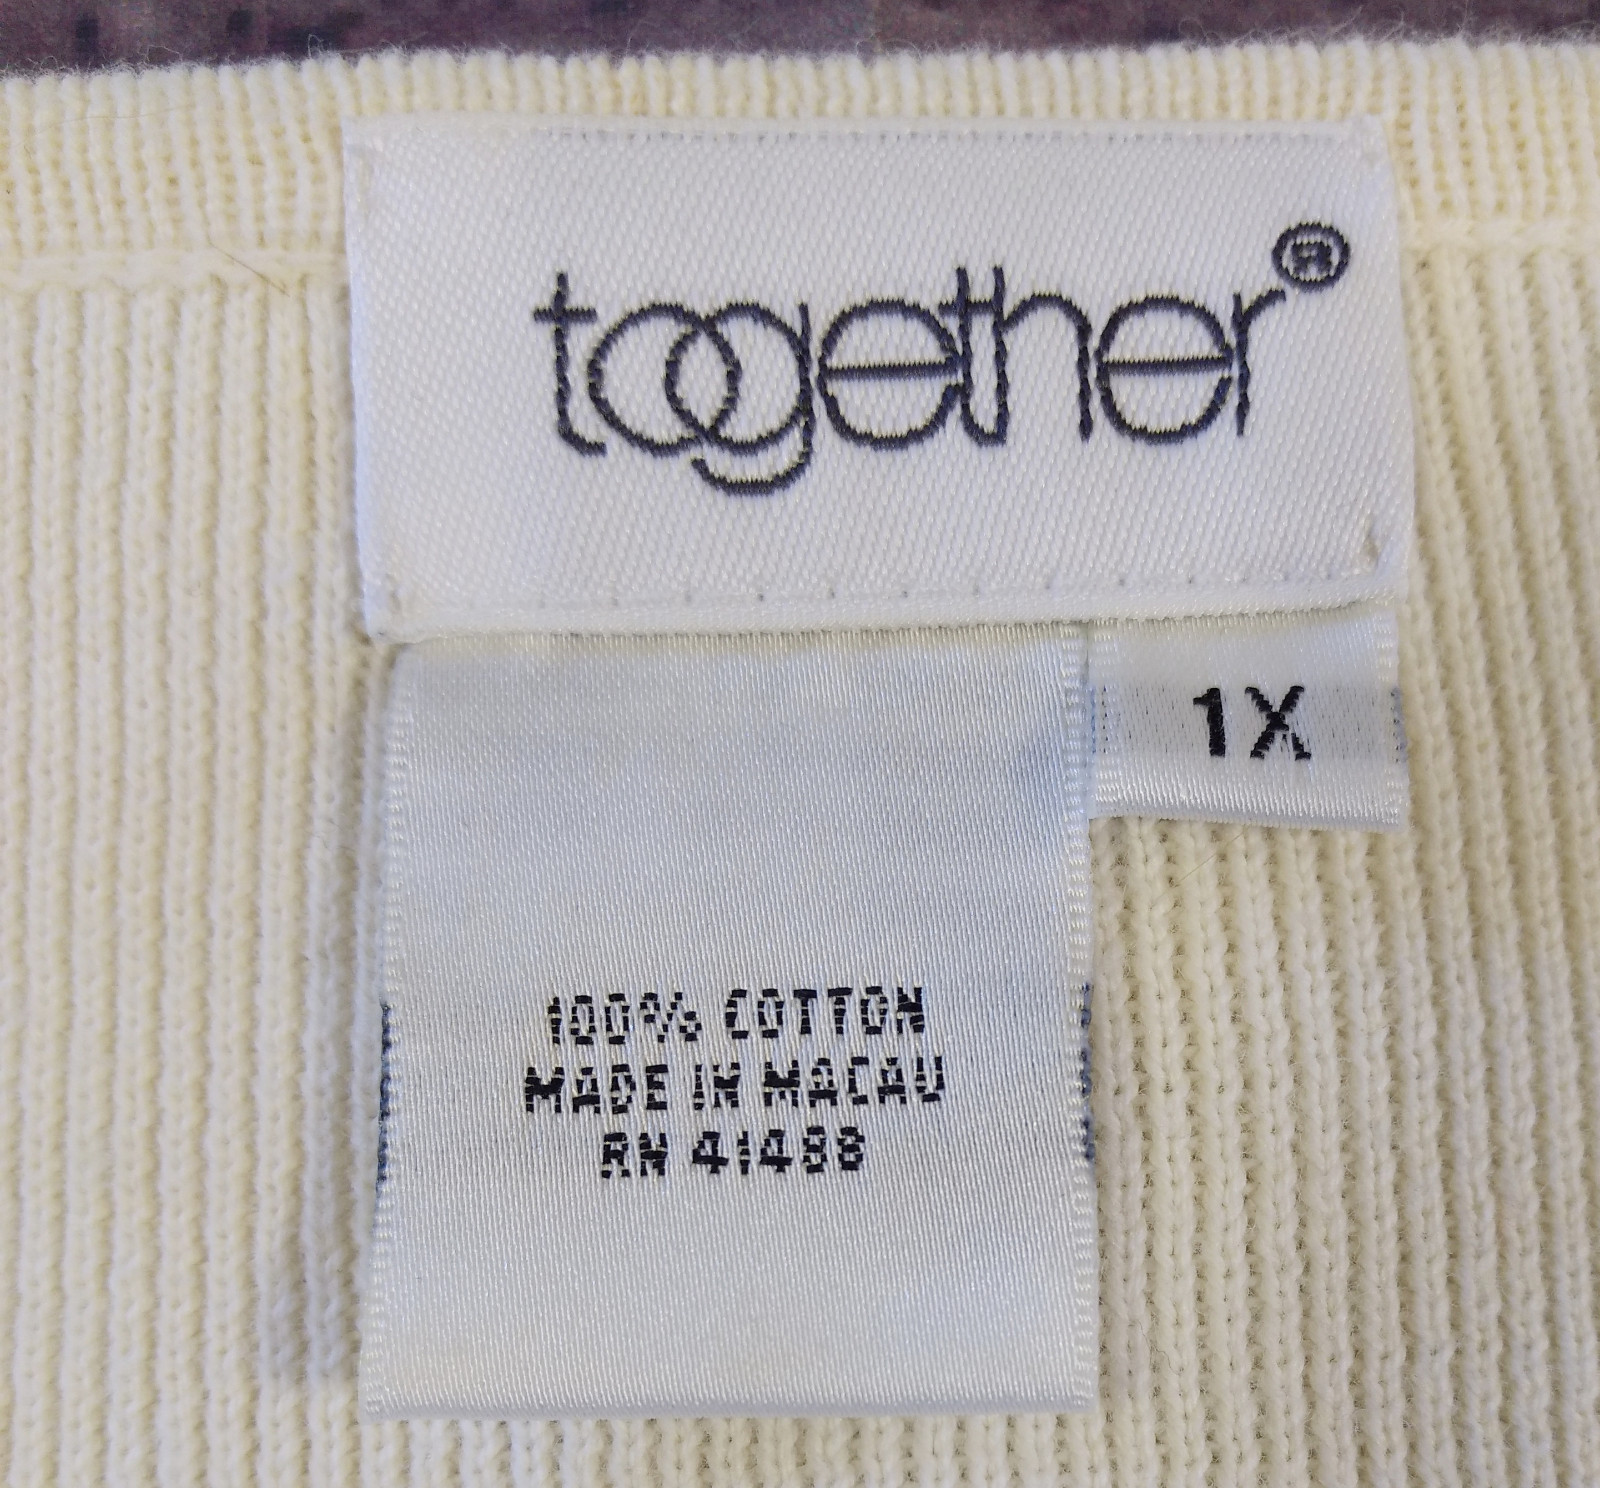 together®
1X
100% COTTON
MADE IN MACAU
RN 41488